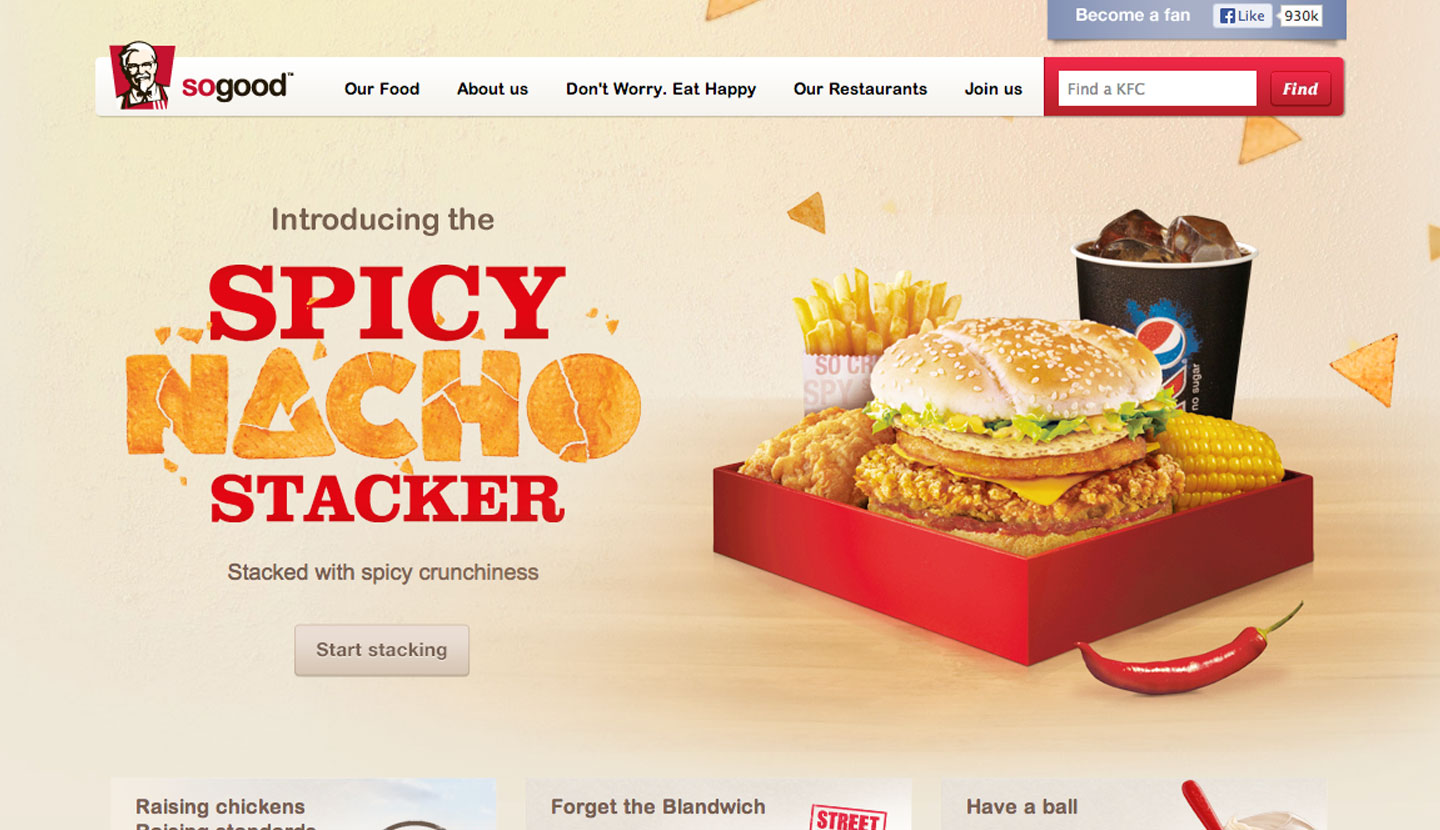 Become a fan
Like
930k
sogood™
Our Food
About us
Don't Worry. Eat Happy
Our Restaurants
Join us
Find a KFC
Find
Introducing the
SPICY
NACHO
STACKER
Stacked with spicy crunchiness
Start stacking
SO CR
SPY
no sugar
Raising chickens
Raising standards
Forget the Blandwich
STREET
Have a ball